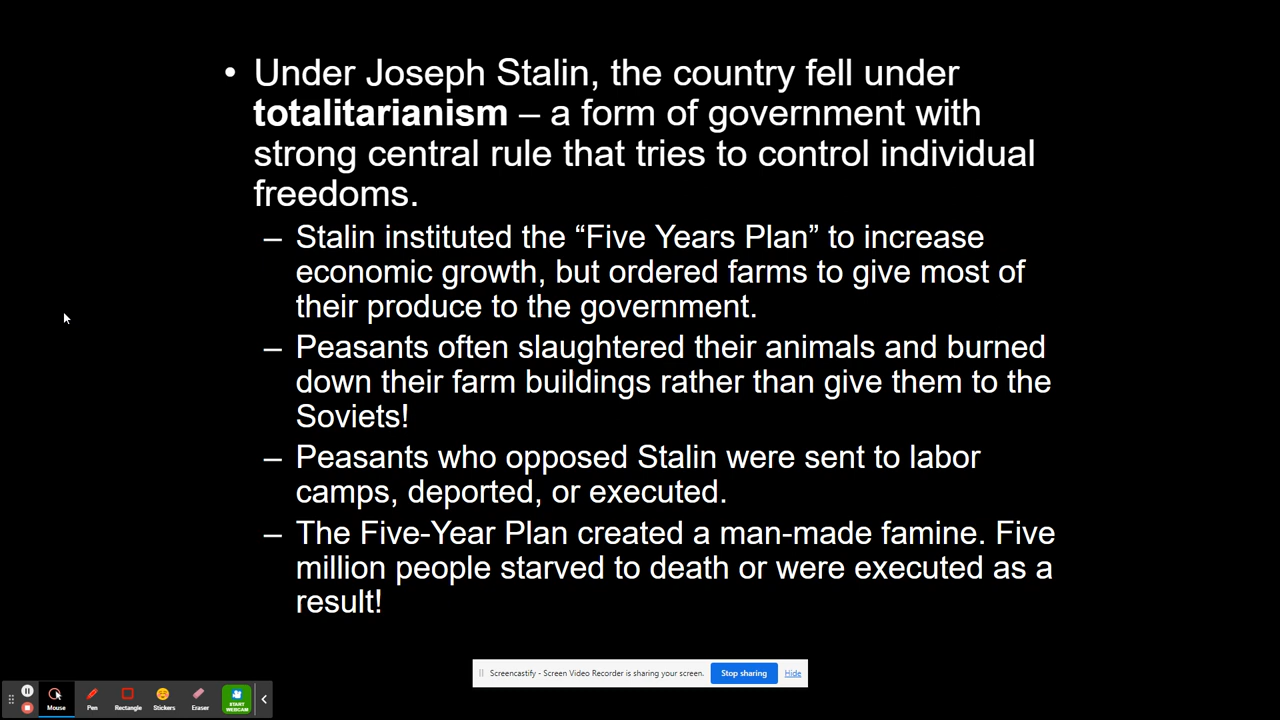 • Under Joseph Stalin, the country fell under
totalitarianism – a form of government with
strong central rule that tries to control individual
freedoms.
– Stalin instituted the “Five Years Plan” to increase
economic growth, but ordered farms to give most of
their produce to the government.
– Peasants often slaughtered their animals and burned
down their farm buildings rather than give them to the
Soviets!
– Peasants who opposed Stalin were sent to labor
camps, deported, or executed.
– The Five-Year Plan created a man-made famine. Five
million people starved to death or were executed as a
result!
Screencastify - Screen Video Recorder is sharing your screen. Stop sharing Hide
Mouse Pen Rectangle Stickers Eraser START
WEBCAM